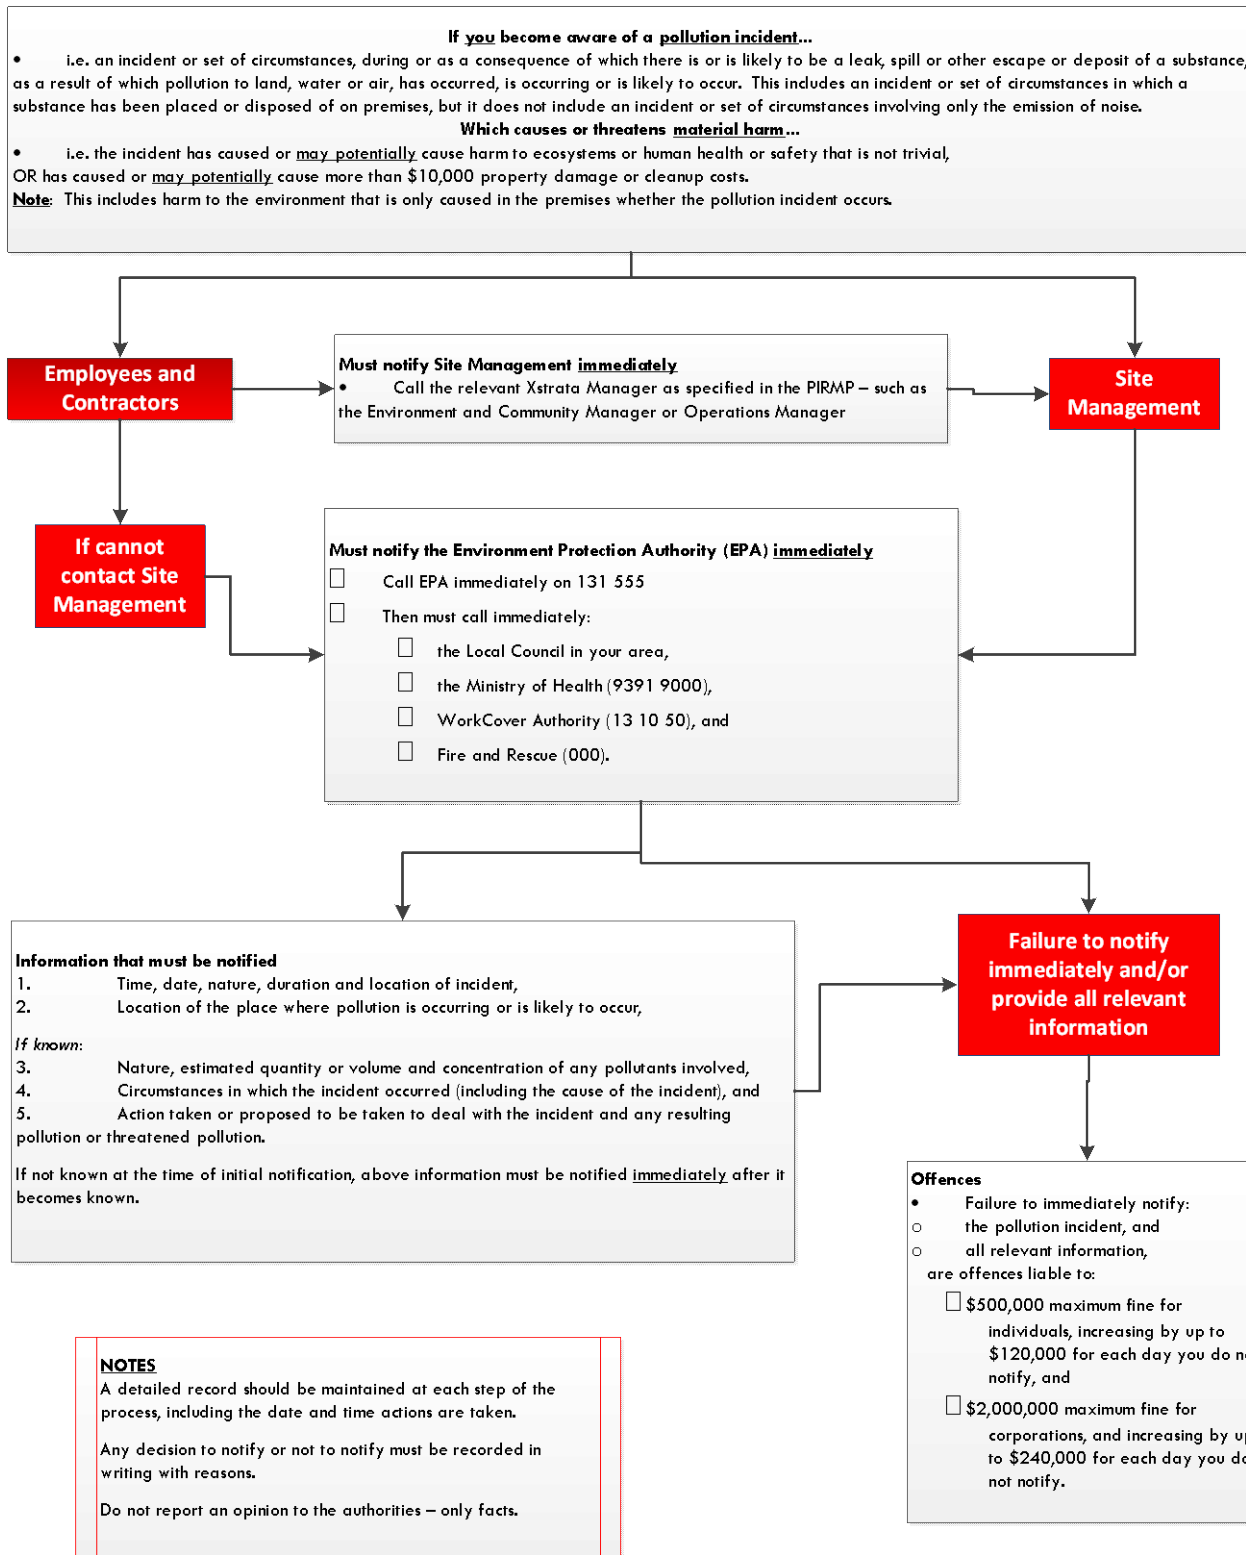 If you become aware of a pollution incident...
• i.e. an incident or set of circumstances, during or as a consequence of which there is or is likely to be a leak, spill or other escape or deposit of a substance,
as a result of which pollution to land, water or air, has occurred, is occurring or is likely to occur. This includes an incident or set of circumstances in which a
substance has been placed or disposed of on premises, but it does not include an incident or set of circumstances involving only the emission of noise.
Which causes or threatens material harm...
• i.e. the incident has caused or may potentially cause harm to ecosystems or human health or safety that is not trivial,
OR has caused or may potentially cause more than $10,000 property damage or cleanup costs.
Note: This includes harm to the environment that is only caused in the premises whether the pollution incident occurs.
Employees and
Contractors
Must notify Site Management immediately
• Call the relevant Xstrata Manager as specified in the PIRMP – such as
the Environment and Community Manager or Operations Manager
Site
Management
If cannot
contact Site
Management
Must notify the Environment Protection Authority (EPA) immediately
□ Call EPA immediately on 131 555
□ Then must call immediately:
□ the Local Council in your area,
□ the Ministry of Health (9391 9000),
□ WorkCover Authority (13 10 50), and
□ Fire and Rescue (000).
Information that must be notified
1. Time, date, nature, duration and location of incident,
2. Location of the place where pollution is occurring or is likely to occur,
If known:
3. Nature, estimated quantity or volume and concentration of any pollutants involved,
4. Circumstances in which the incident occurred (including the cause of the incident), and
5. Action taken or proposed to be taken to deal with the incident and any resulting
pollution or threatened pollution.
If not known at the time of initial notification, above information must be notified immediately after it
becomes known.
Failure to notify
immediately and/or
provide all relevant
information
Offences
• Failure to immediately notify:
○ the pollution incident, and
○ all relevant information,
are offences liable to:
□ $500,000 maximum fine for
individuals, increasing by up to
$120,000 for each day you do
notify, and
□ $2,000,000 maximum fine for
corporations, and increasing by up
to $240,000 for each day you do
not notify.
NOTES
A detailed record should be maintained at each step of the
process, including the date and time actions are taken.
Any decision to notify or not to notify must be recorded in
writing with reasons.
Do not report an opinion to the authorities – only facts.